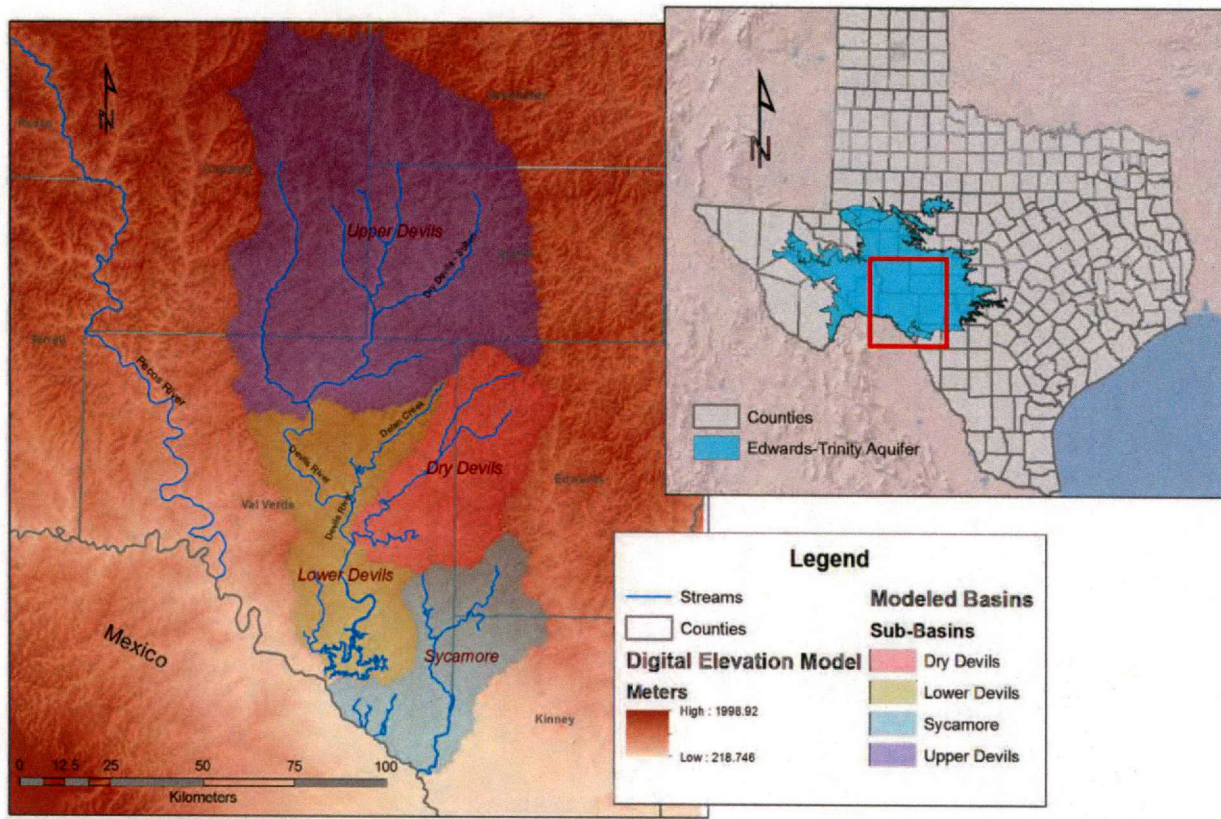 N
Upper Devils
Dry Devils
Pecos River
Terrell
Dolan Creek
Devils River
Dry Devils
Val Verde
Edwards
Devils River
Lower Devils
Mexico
Sycamore
Kinney
0 12.5 25 50 75 100
Kilometers
N
Counties
Edwards-Trinity Aquifer
Legend
Streams
Counties
Digital Elevation Model
Meters
High : 1998.92
Low : 218.746
Modeled Basins
Sub-Basins
Dry Devils
Lower Devils
Sycamore
Upper Devils